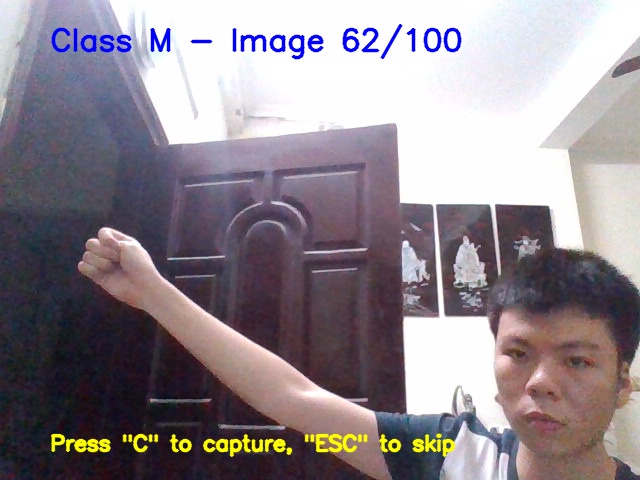 Class M - Image 62/100
Press "C" to capture, "ESC" to skip